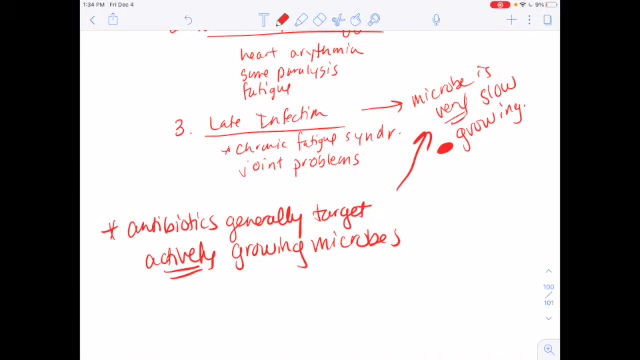 1:34 PM Fri Dec 4
9%
heart arythmia
some paralysis
fatigue
3. Late Infection
* chronic fatigue syndr.
joint problems
microbe is
very slow
growing.
* antibiotics generally target
actively growing microbes
100
/
101